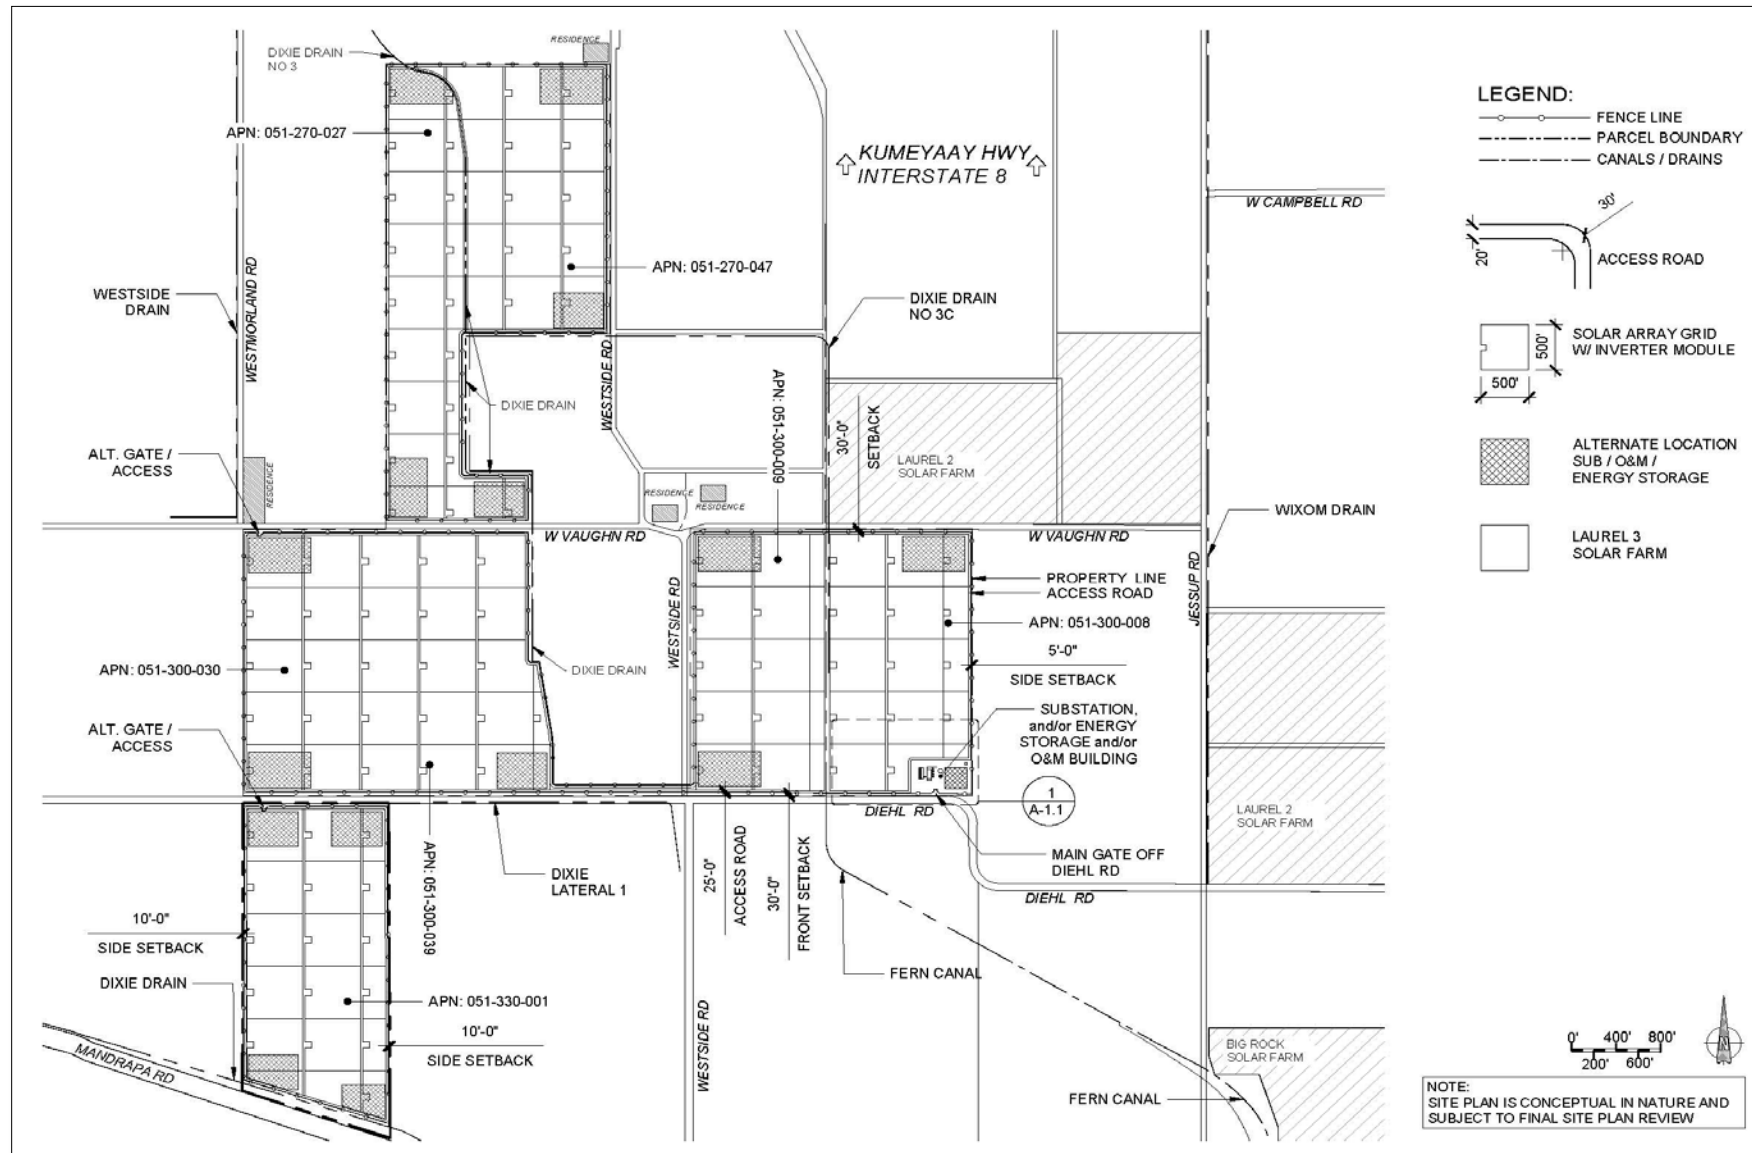 RESIDENCE
DIXIE DRAIN
NO 3
APN: 051-270-027
KUMEYAAY HWY
INTERSTATE 8
W CAMPBELL RD
APN: 051-270-047
WESTSIDE
DRAIN
WESTMORLAND RD
DIXIE DRAIN
NO 3C
WESTSIDE RD
DIXIE DRAIN
APN: 051-300-009
30'-0"
SETBACK
ALT. GATE /
ACCESS
RESIDENCE
LAUREL 2
SOLAR FARM
RESIDENCE
RESIDENCE
WIXOM DRAIN
W VAUGHN RD
W VAUGHN RD
JESSUP RD
PROPERTY LINE
ACCESS ROAD
WESTSIDE RD
APN: 051-300-008
5'-0"
SIDE SETBACK
APN: 051-300-030
DIXIE DRAIN
ALT. GATE /
ACCESS
SUBSTATION,
and/or ENERGY
STORAGE and/or
O&M BUILDING
1
A-1.1
DIEHL RD
LAUREL 2
SOLAR FARM
MAIN GATE OFF
DIEHL RD
DIEHL RD
APN: 051-300-039
DIXIE
LATERAL 1
25'-0"
ACCESS ROAD
30'-0"
FRONT SETBACK
10'-0"
SIDE SETBACK
DIXIE DRAIN
FERN CANAL
APN: 051-330-001
10'-0"
SIDE SETBACK
MANDRAPA RD
WESTSIDE RD
BIG ROCK
SOLAR FARM
FERN CANAL
LEGEND:
FENCE LINE
PARCEL BOUNDARY
CANALS / DRAINS
30'
20'
ACCESS ROAD
500'
500'
SOLAR ARRAY GRID
W/ INVERTER MODULE
ALTERNATE LOCATION
SUB / O&M /
ENERGY STORAGE
LAUREL 3
SOLAR FARM
0' 400' 800'
200' 600'
N
NOTE:
SITE PLAN IS CONCEPTUAL IN NATURE AND
SUBJECT TO FINAL SITE PLAN REVIEW